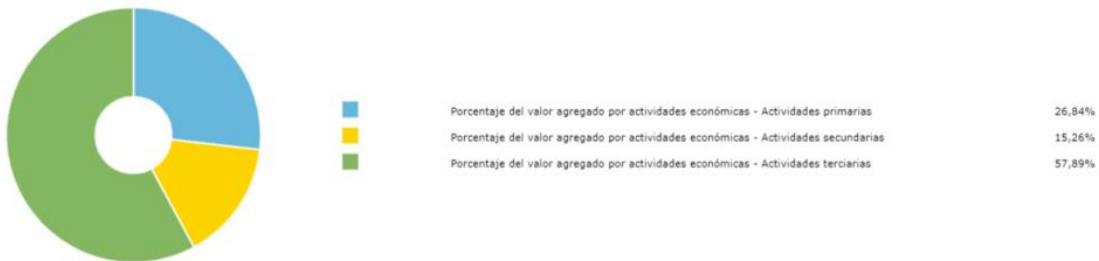 Porcentaje del valor agregado por actividades económicas - Actividades primarias 26,84%
Porcentaje del valor agregado por actividades económicas - Actividades secundarias 15,26%
Porcentaje del valor agregado por actividades económicas - Actividades terciarias 57,89%